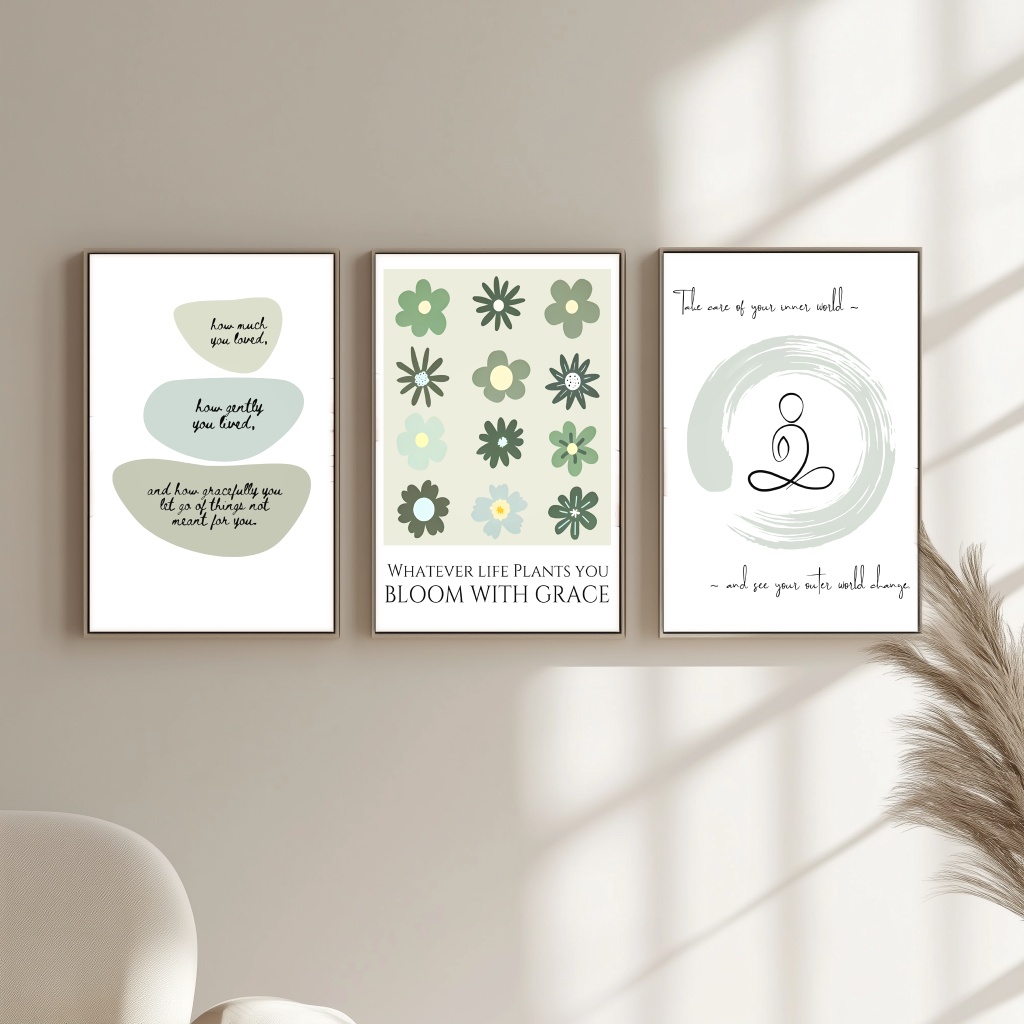 how much
you loved,
how gently
you lived,
and how gracefully you
let go of things not
meant for you.
Whatever life Plants you
BLOOM WITH GRACE
Take care of your inner world ~
~ and see your outer world change.